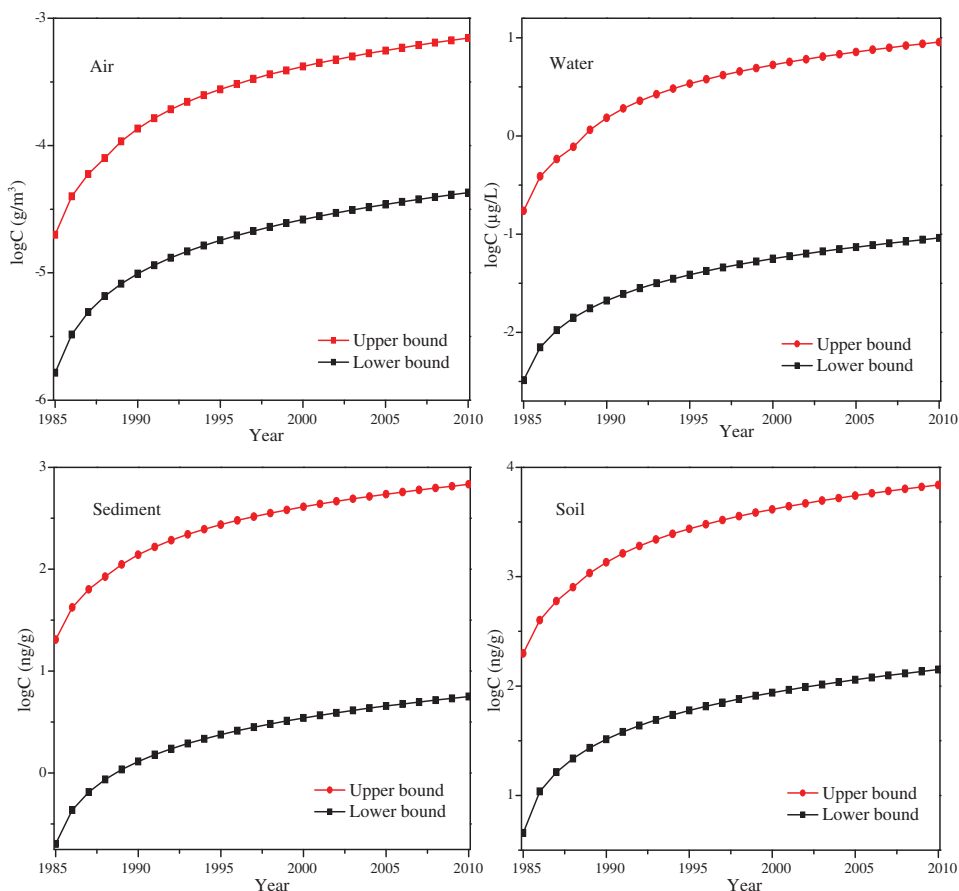 Air
logC (g/m³)
-3
-4
-5
-6
Upper bound
Lower bound
1985 1990 1995 2000 2005 2010
Year
Water
logC (µg/L)
1
0
-1
-2
Upper bound
Lower bound
1985 1990 1995 2000 2005 2010
Year
Sediment
logC (ng/g)
3
2
1
0
Upper bound
Lower bound
1985 1990 1995 2000 2005 2010
Year
Soil
logC (ng/g)
4
3
2
1
Upper bound
Lower bound
1985 1990 1995 2000 2005 2010
Year